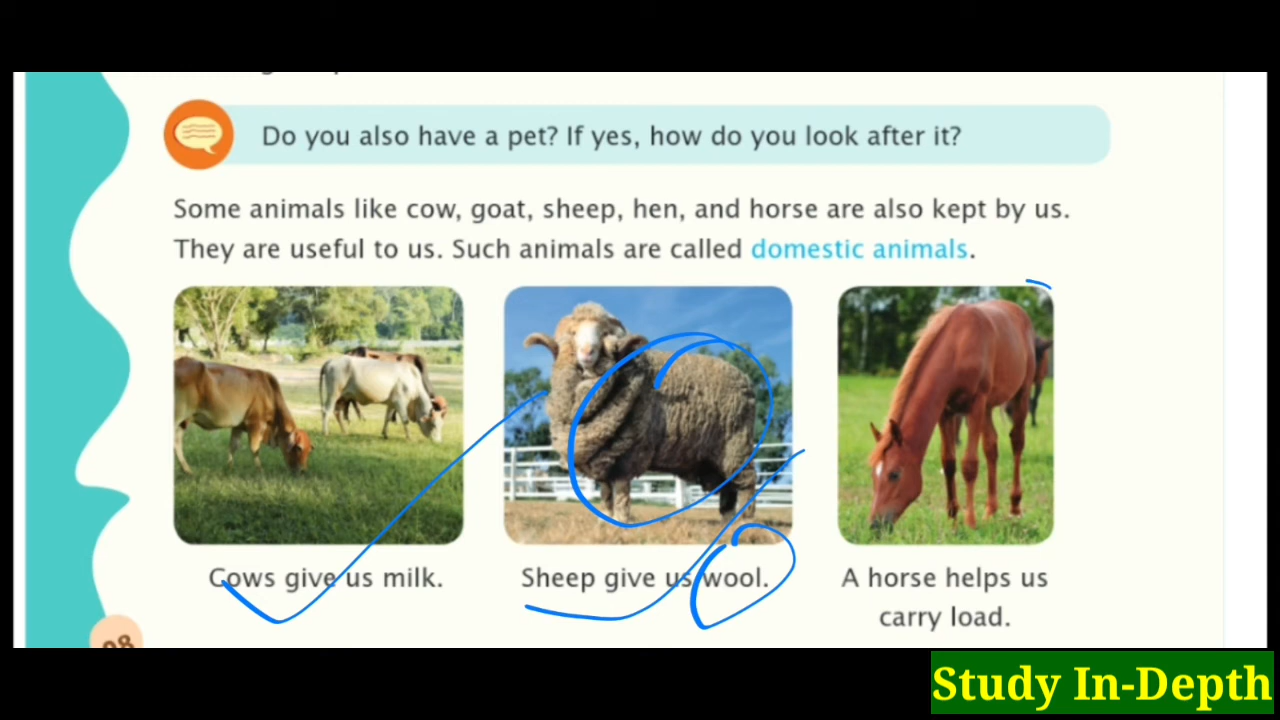 Do you also have a pet? If yes, how do you look after it?
Some animals like cow, goat, sheep, hen, and horse are also kept by us.
They are useful to us. Such animals are called domestic animals.
Cows give us milk.
Sheep give us wool.
A horse helps us
carry load.
98
Study In-Depth